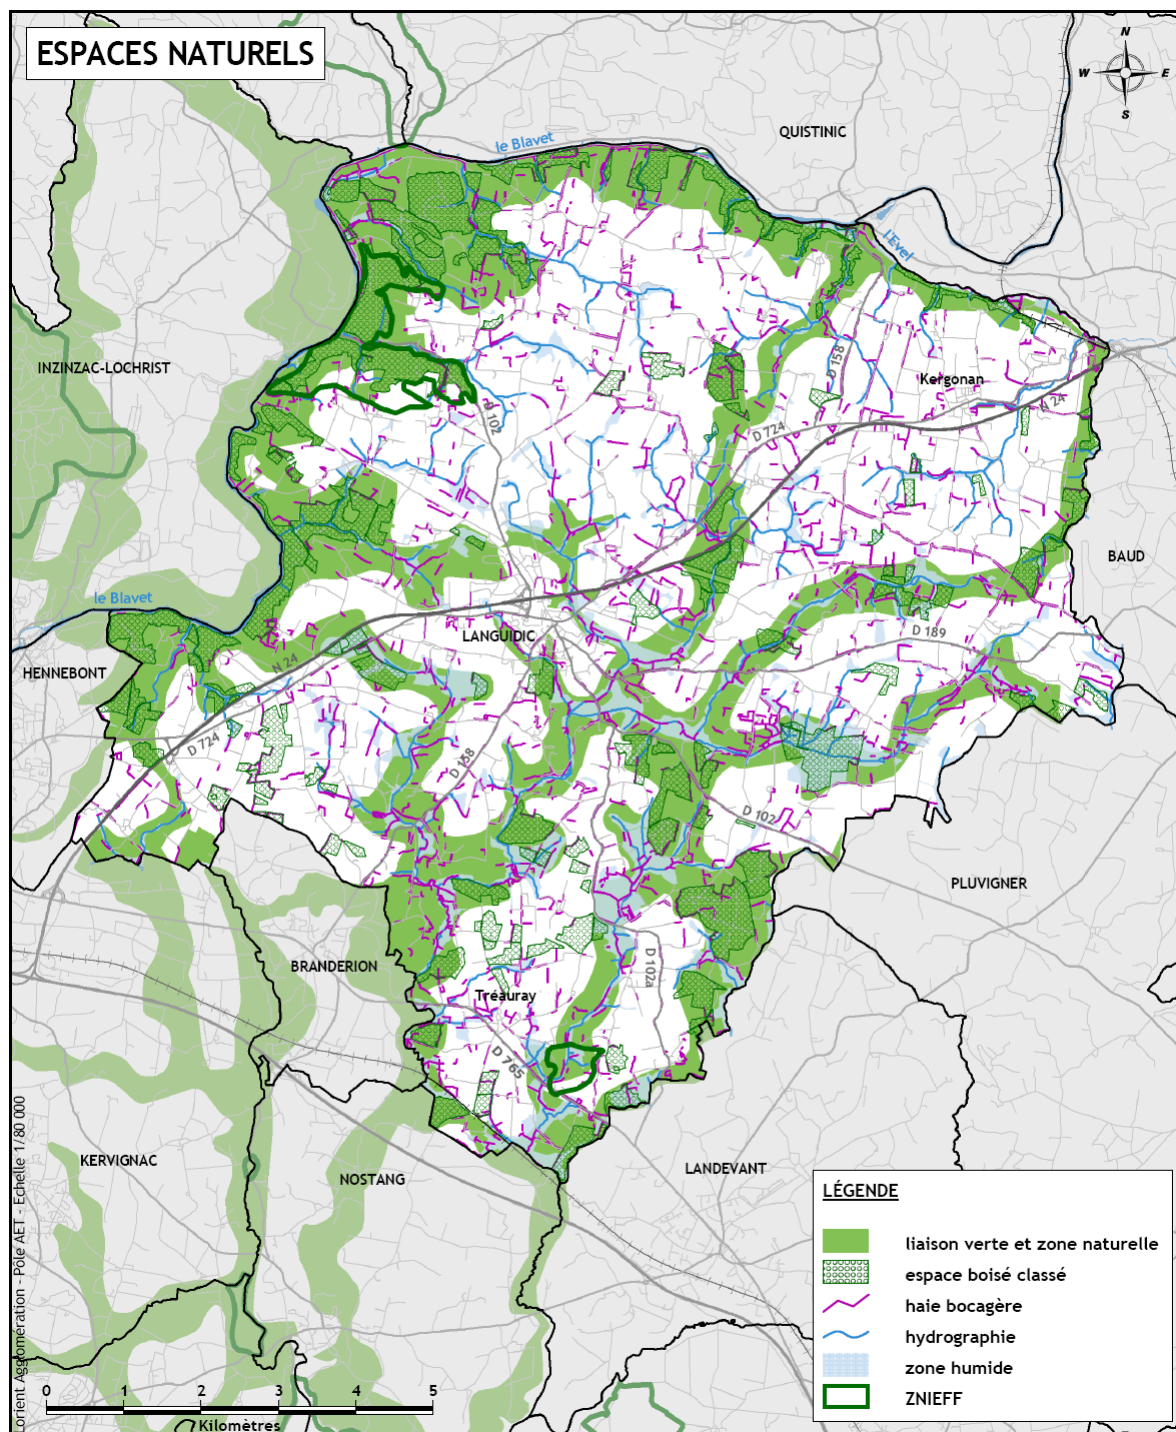 ESPACES NATURELS
N
W E
S
QUISTINIC
le Blavet
l'Evel
INZINZAC-LOCHRIST
D 158
Kergonan
N 24
D 102
D 724
BAUD
le Blavet
LANGUIDIC
D 189
HENNEBONT
N 24
D 724
D 158
D 102
PLUVIGNER
BRANDERION
D 102a
Tréauray
D 765
KERVIGNAC
NOSTANG
LANDEVANT
LÉGENDE
liaison verte et zone naturelle
espace boisé classé
haie bocagère
hydrographie
zone humide
ZNIEFF
0 1 2 3 4 5
Kilomètres
Lorient Agglomération - Pôle AET - Echelle 1/80 000